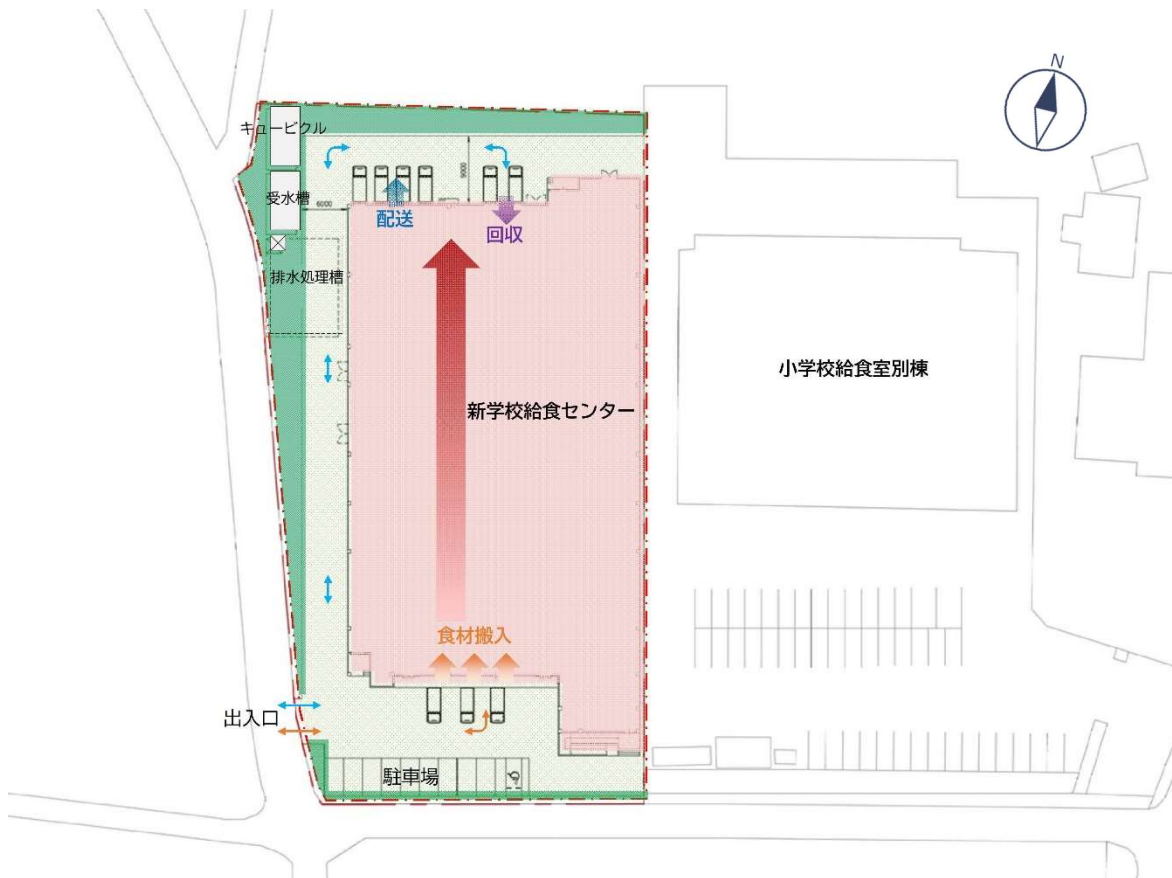 N
キュービクル
9000
受水槽
6000
配送
回収
排水処理槽
小学校給食室別棟
新学校給食センター
食材搬入
出入口
駐車場